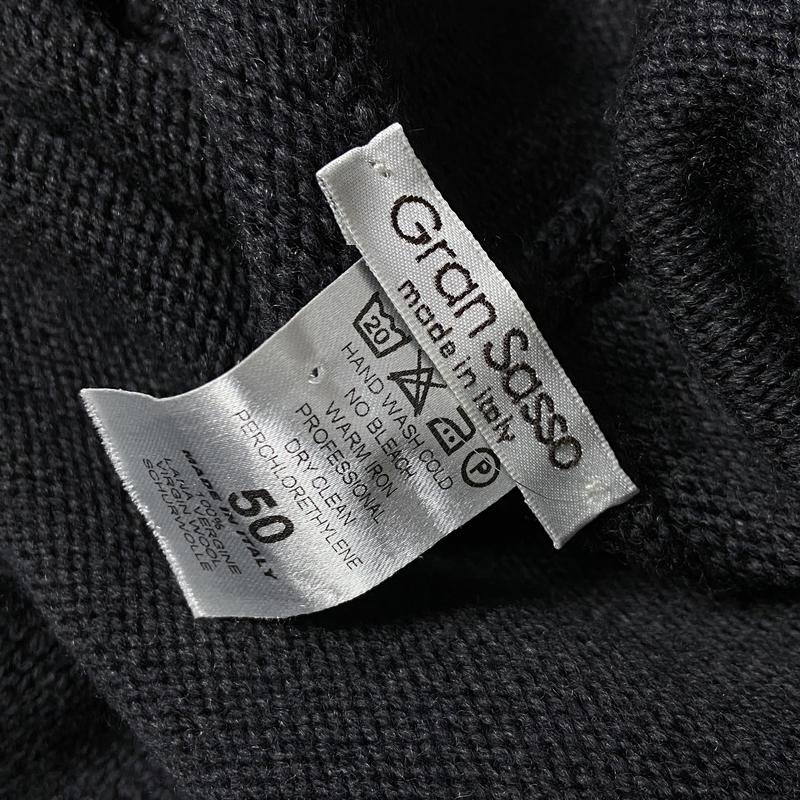 Gran Sasso
made in italy
20
P
HAND WASH COLD
NO BLEACH
WARM IRON
PROFESSIONAL
DRY CLEAN
PERCHLORETHYLENE
50
MADE IN ITALY
100%
LANA VERGINE
VIRGIN WOOL
SCHURWOLLE